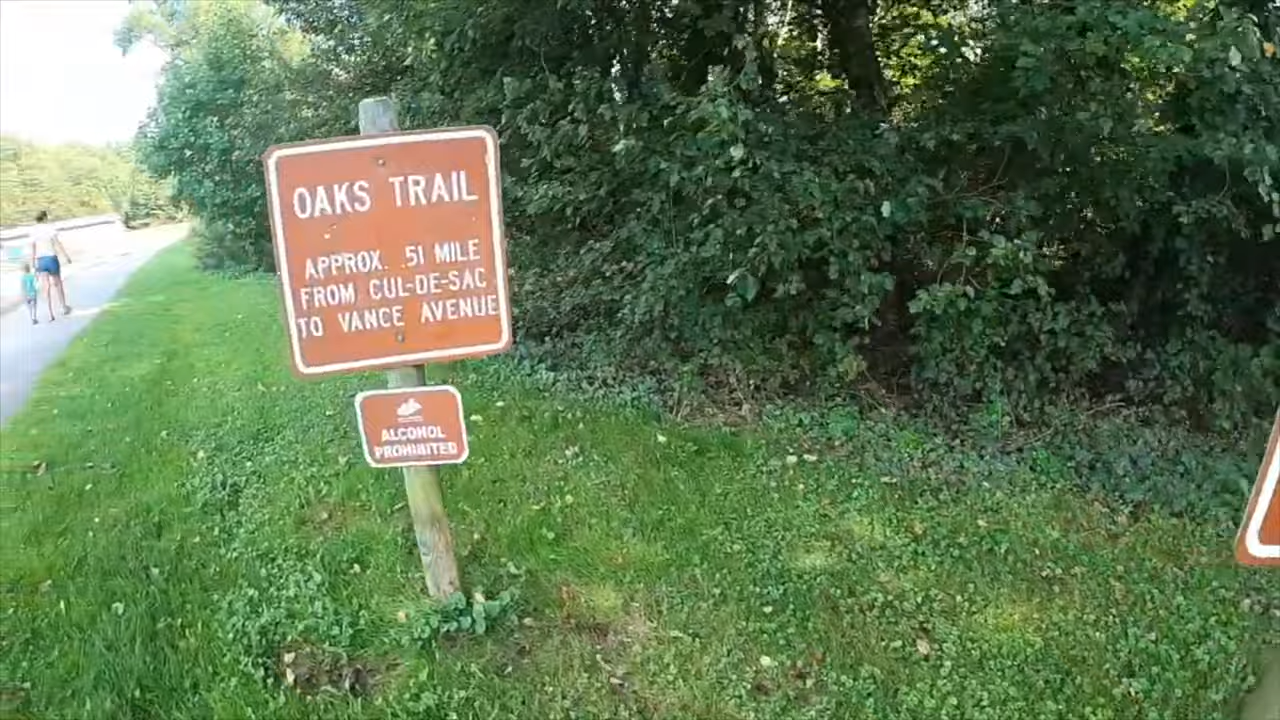 OAKS TRAIL
APPROX. .51 MILE
FROM CUL-DE-SAC
TO VANCE AVENUE
ALCOHOL
PROHIBITED